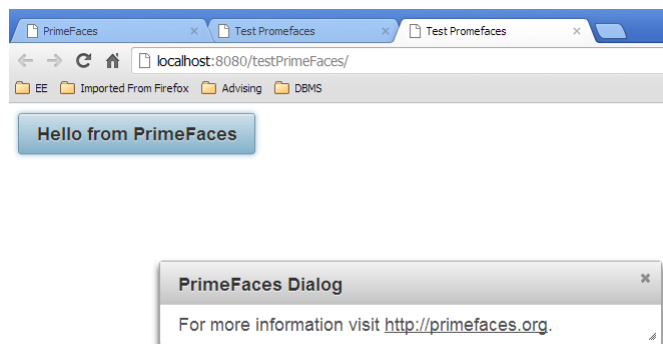 PrimeFaces Test Promefaces Test Promefaces
localhost:8080/testPrimeFaces/
EE Imported From Firefox Advising DBMS
Hello from PrimeFaces
PrimeFaces Dialog
For more information visit http://primefaces.org.